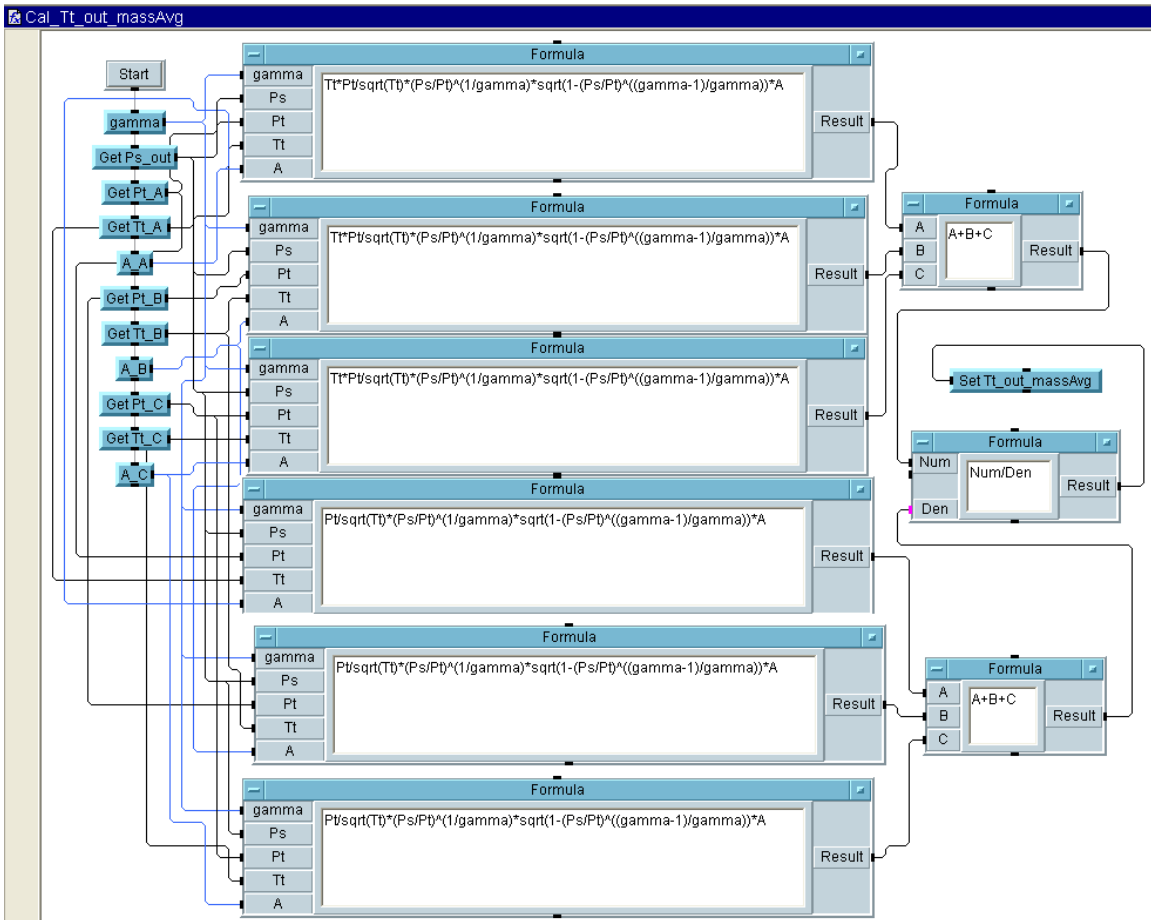 Cal_Tt_out_massAvg
Start
gamma
Get Ps_out
Get Pt_A
Get Tt_A
A_A
Get Pt_B
Get Tt_B
A_B
Get Pt_C
Get Tt_C
A_C
Formula
gamma
Ps
Pt
Tt
A
Tt*Pt/sqrt(Tt)*(Ps/Pt)^(1/gamma)*sqrt(1-(Ps/Pt)^((gamma-1)/gamma))*A
Result
Formula
gamma
Ps
Pt
Tt
A
Tt*Pt/sqrt(Tt)*(Ps/Pt)^(1/gamma)*sqrt(1-(Ps/Pt)^((gamma-1)/gamma))*A
Result
Formula
gamma
Ps
Pt
Tt
A
Tt*Pt/sqrt(Tt)*(Ps/Pt)^(1/gamma)*sqrt(1-(Ps/Pt)^((gamma-1)/gamma))*A
Result
Formula
gamma
Ps
Pt
Tt
A
Pt/sqrt(Tt)*(Ps/Pt)^(1/gamma)*sqrt(1-(Ps/Pt)^((gamma-1)/gamma))*A
Result
Formula
gamma
Ps
Pt
Tt
A
Pt/sqrt(Tt)*(Ps/Pt)^(1/gamma)*sqrt(1-(Ps/Pt)^((gamma-1)/gamma))*A
Result
Formula
gamma
Ps
Pt
Tt
A
Pt/sqrt(Tt)*(Ps/Pt)^(1/gamma)*sqrt(1-(Ps/Pt)^((gamma-1)/gamma))*A
Result
Formula
A
B
C
A+B+C
Result
Set Tt_out_massAvg
Formula
Num
Den
Num/Den
Result
Formula
A
B
C
A+B+C
Result